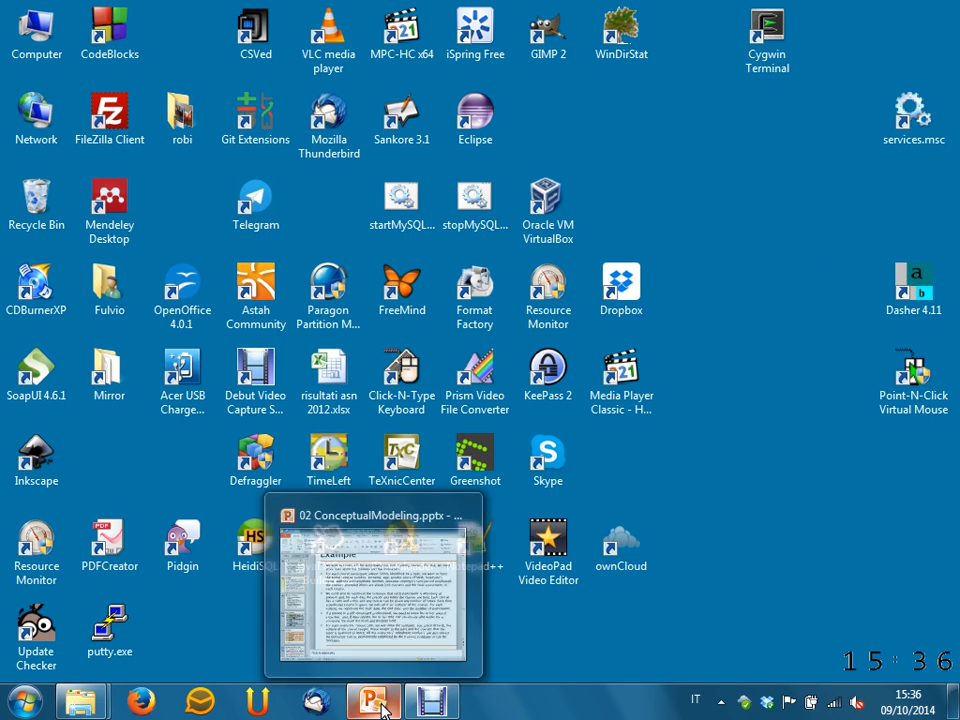 Computer
CodeBlocks
CSVed
VLC media
player
MPC-HC x64
iSpring Free
GIMP 2
WinDirStat
Cygwin
Terminal
Network
FileZilla Client
robi
Git Extensions
Mozilla
Thunderbird
Sankore 3.1
Eclipse
services.msc
Recycle Bin
Mendeley
Desktop
Telegram
startMySQL...
stopMySQL...
Oracle VM
VirtualBox
CDBurnerXP
Fulvio
OpenOffice
4.0.1
Astah
Community
Paragon
Partition M...
FreeMind
Format
Factory
Resource
Monitor
Dropbox
Dasher 4.11
SoapUI 4.6.1
Mirror
Acer USB
Charge...
Debut Video
Capture S...
risultati asn
2012.xlsx
Click-N-Type
Keyboard
Prism Video
File Converter
KeePass 2
Media Player
Classic - H...
Point-N-Click
Virtual Mouse
Inkscape
Defraggler
TimeLeft
TeXnicCenter
Greenshot
Skype
02 ConceptualModeling.pptx - ...
Example
Resource
Monitor
PDFCreator
Pidgin
HeidiSQL
VideoPad
Video Editor
ownCloud
Update
Checker
putty.exe
15:36
IT
15:36
09/10/2014